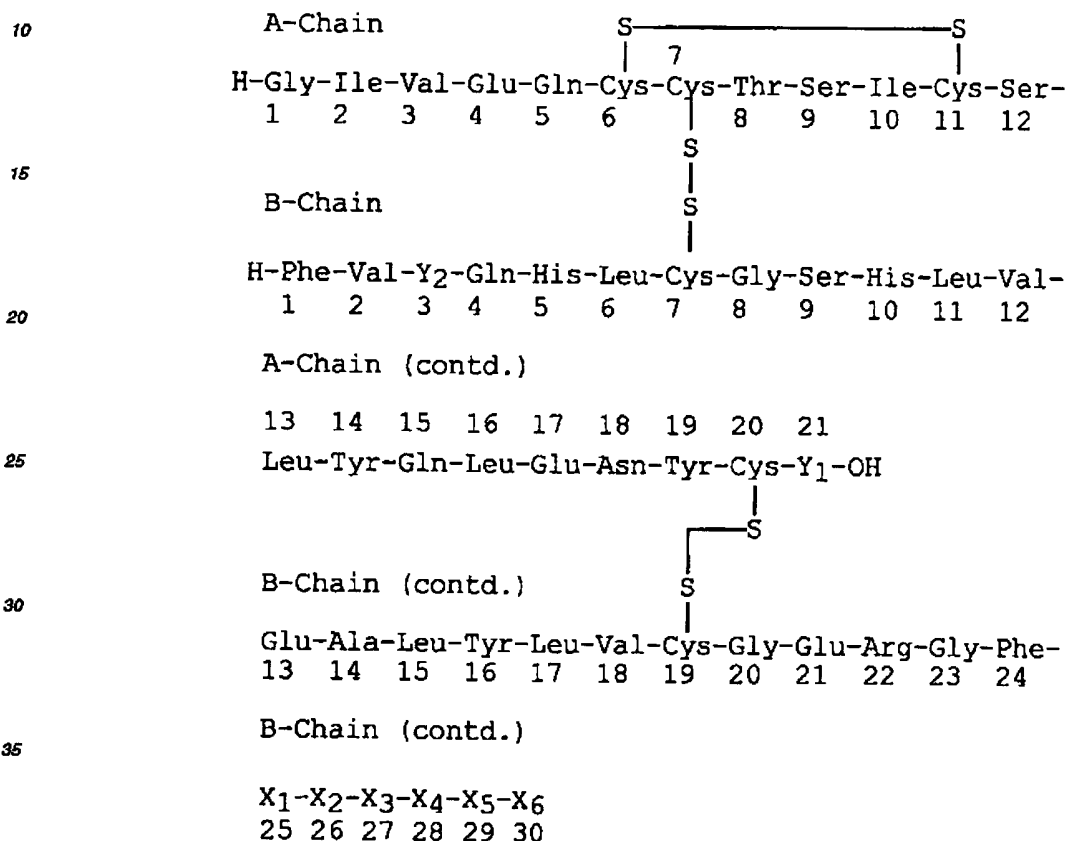 10 A-Chain S S
7
H-Gly-Ile-Val-Glu-Gln-Cys-Cys-Thr-Ser-Ile-Cys-Ser-
1 2 3 4 5 6 8 9 10 11 12
S
15
B-Chain S
H-Phe-Val-Y2-Gln-His-Leu-Cys-Gly-Ser-His-Leu-Val-
1 2 3 4 5 6 7 8 9 10 11 12
20
A-Chain (contd.)
13 14 15 16 17 18 19 20 21
25 Leu-Tyr-Gln-Leu-Glu-Asn-Tyr-Cys-Y1-OH
S
B-Chain (contd.) S
30
Glu-Ala-Leu-Tyr-Leu-Val-Cys-Gly-Glu-Arg-Gly-Phe-
13 14 15 16 17 18 19 20 21 22 23 24
B-Chain (contd.)
35
X1-X2-X3-X4-X5-X6
25 26 27 28 29 30